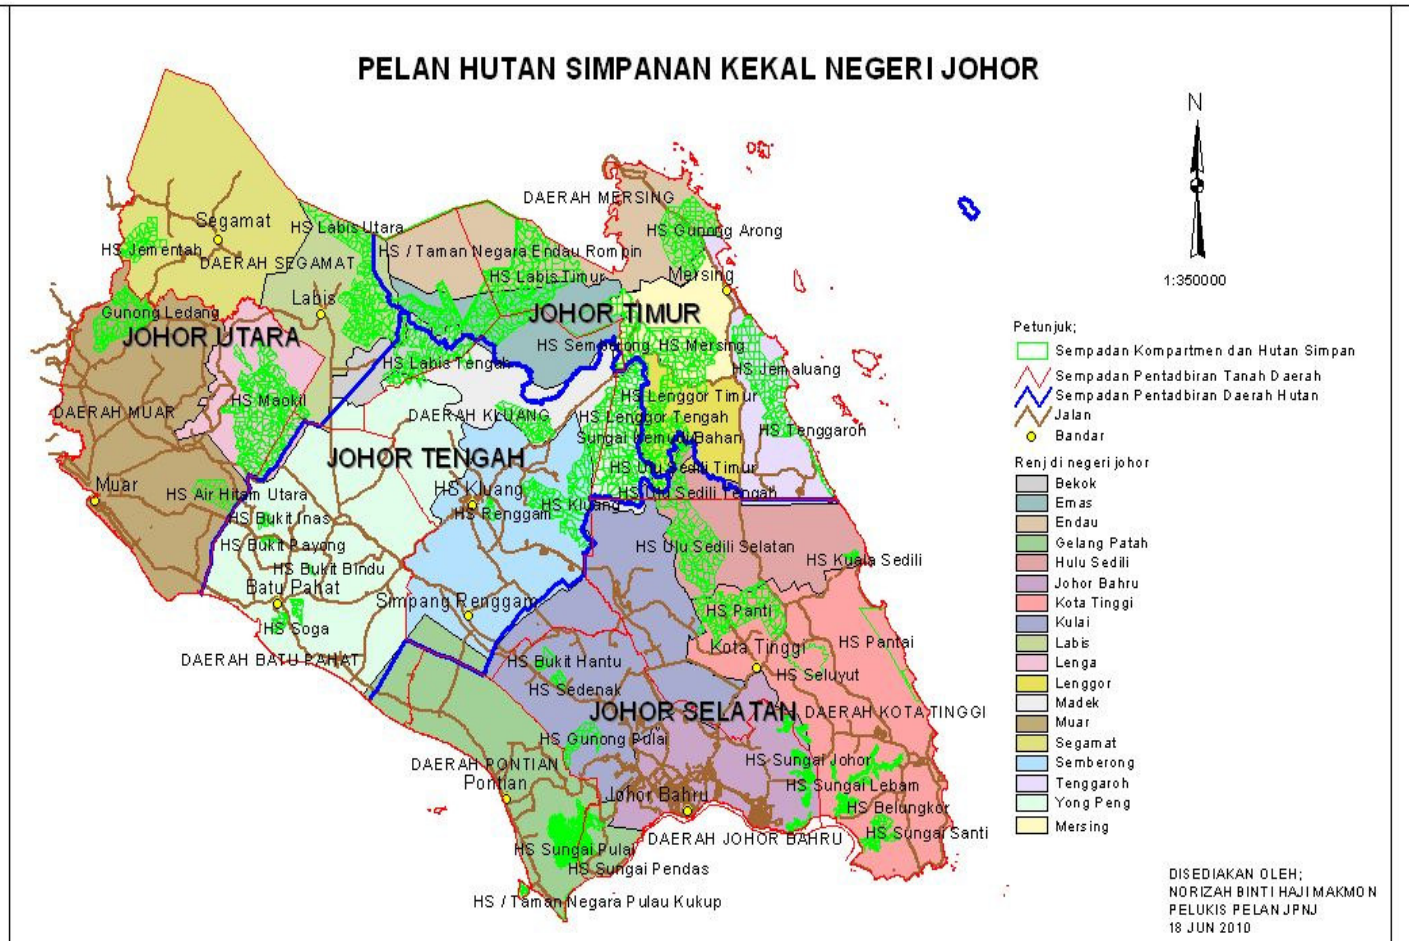 PELAN HUTAN SIMPANAN KEKAL NEGERI JOHOR
N
1:350000
DAERAH MERSING
Segamat
HS Labis Utara
HS Gunong Arong
HS Jementah
HS / Taman Negara Endau Rompin
DAERAH SEGAMAT
HS Labis Timur
Mersing
Labis
Gunong Ledang
JOHOR TIMUR
JOHOR UTARA
HS Semberong
HS Mersing
HS Labis Tengah
HS Jemaluang
HS Maokil
HS Lenggor Timur
DAERAH MUAR
DAERAH KLUANG
HS Lenggor Tengah
HS Tenggaroh
Sungai Bahan
JOHOR TENGAH
HS Ulu Sedili Timur
Muar
HS Kluang
HS Air Hitam Utara
HS Ulu Sedili Tengah
HS Kluang
HS Renggam
HS Bukit Inas
HS Bukit Payong
HS Ulu Sedili Selatan
HS Kuala Sedili
HS Bukit Bindu
Batu Pahat
Simpang Renggam
HS Panti
HS Soga
HS Pantai
Kota Tinggi
DAERAH BATU PAHAT
HS Bukit Hantu
HS Seluyut
HS Sedenak
JOHOR SELATAN
DAERAH KOTA TINGGI
HS Gunong Pulai
DAERAH PONTIAN
HS Sungai Johor
Pontian
HS Sungai Lebam
Johor Bahru
HS Belungkor
HS Sungai Santi
DAERAH JOHOR BAHRU
HS Sungai Pulai
HS Sungai Pendas
HS / Taman Negara Pulau Kukup
Petunjuk;
Sempadan Kompartmen dan Hutan Simpan
Sempadan Pentadbiran Tanah Daerah
Sempadan Pentadbiran Daerah Hutan
Jalan
Bandar
Renj di negeri johor
Bekok
Emas
Endau
Gelang Patah
Hulu Sedili
Johor Bahru
Kota Tinggi
Kulai
Labis
Lenga
Lenggor
Madek
Muar
Segamat
Semberong
Tenggaroh
Yong Peng
Mersing
DISEDIAKAN OLEH;
NORIZAH BINTI HAJI MAKMON
PELUKIS PELAN JPNJ
18 JUN 2010